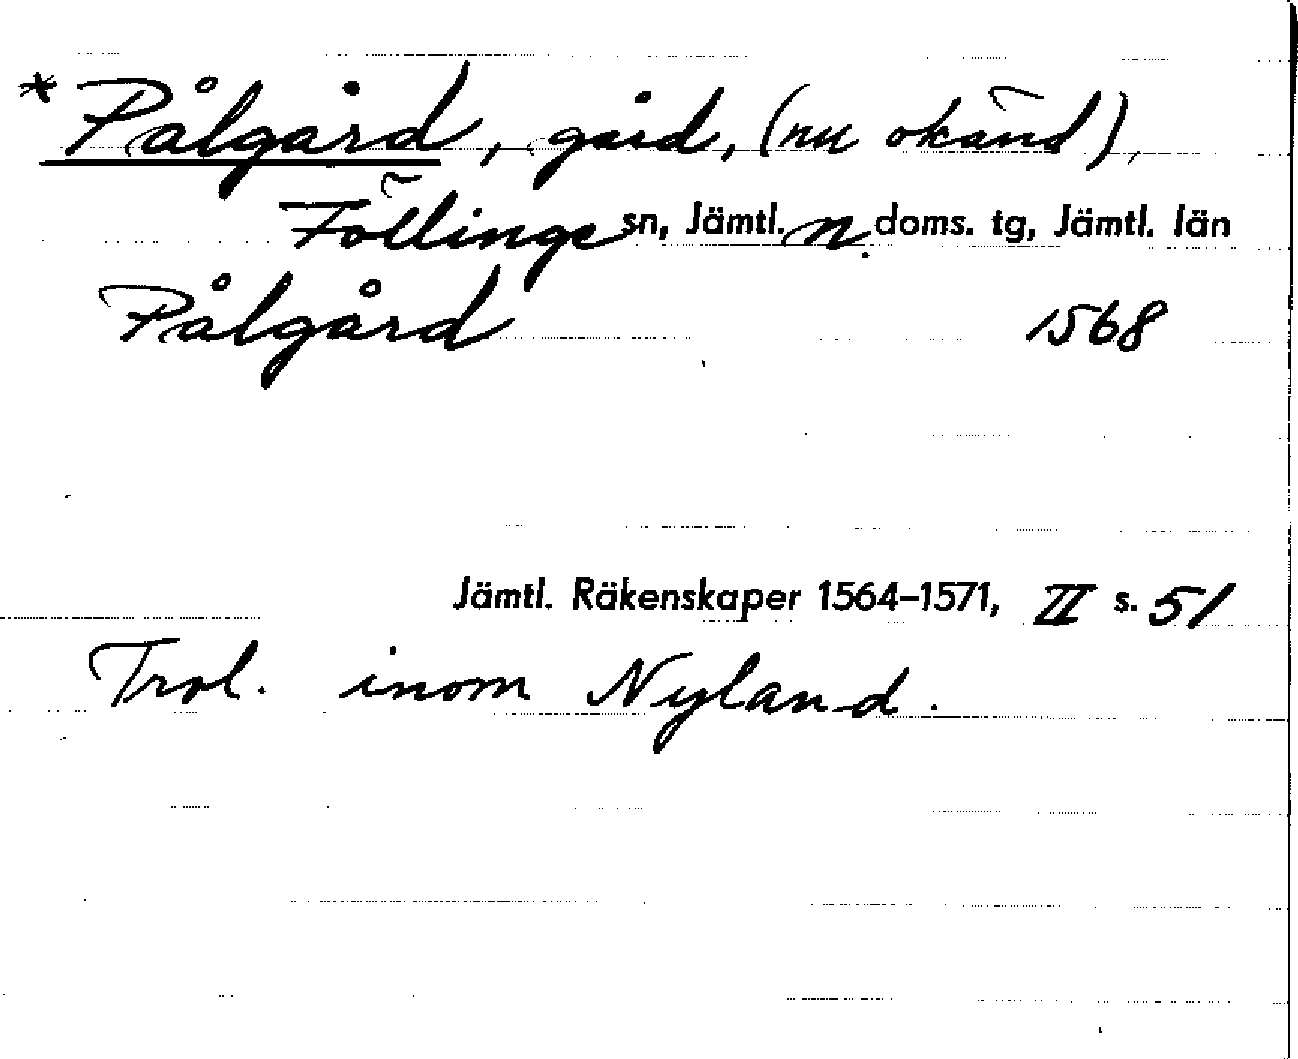 * Pålgård, gård, (nu okänd),
Föllinge sn, Jämtl. n. doms. tg, Jämtl. län
Pålgård 1568
Jämtl. Räkenskaper 1564–1571, II s. 51
Trol. inom Nyland.